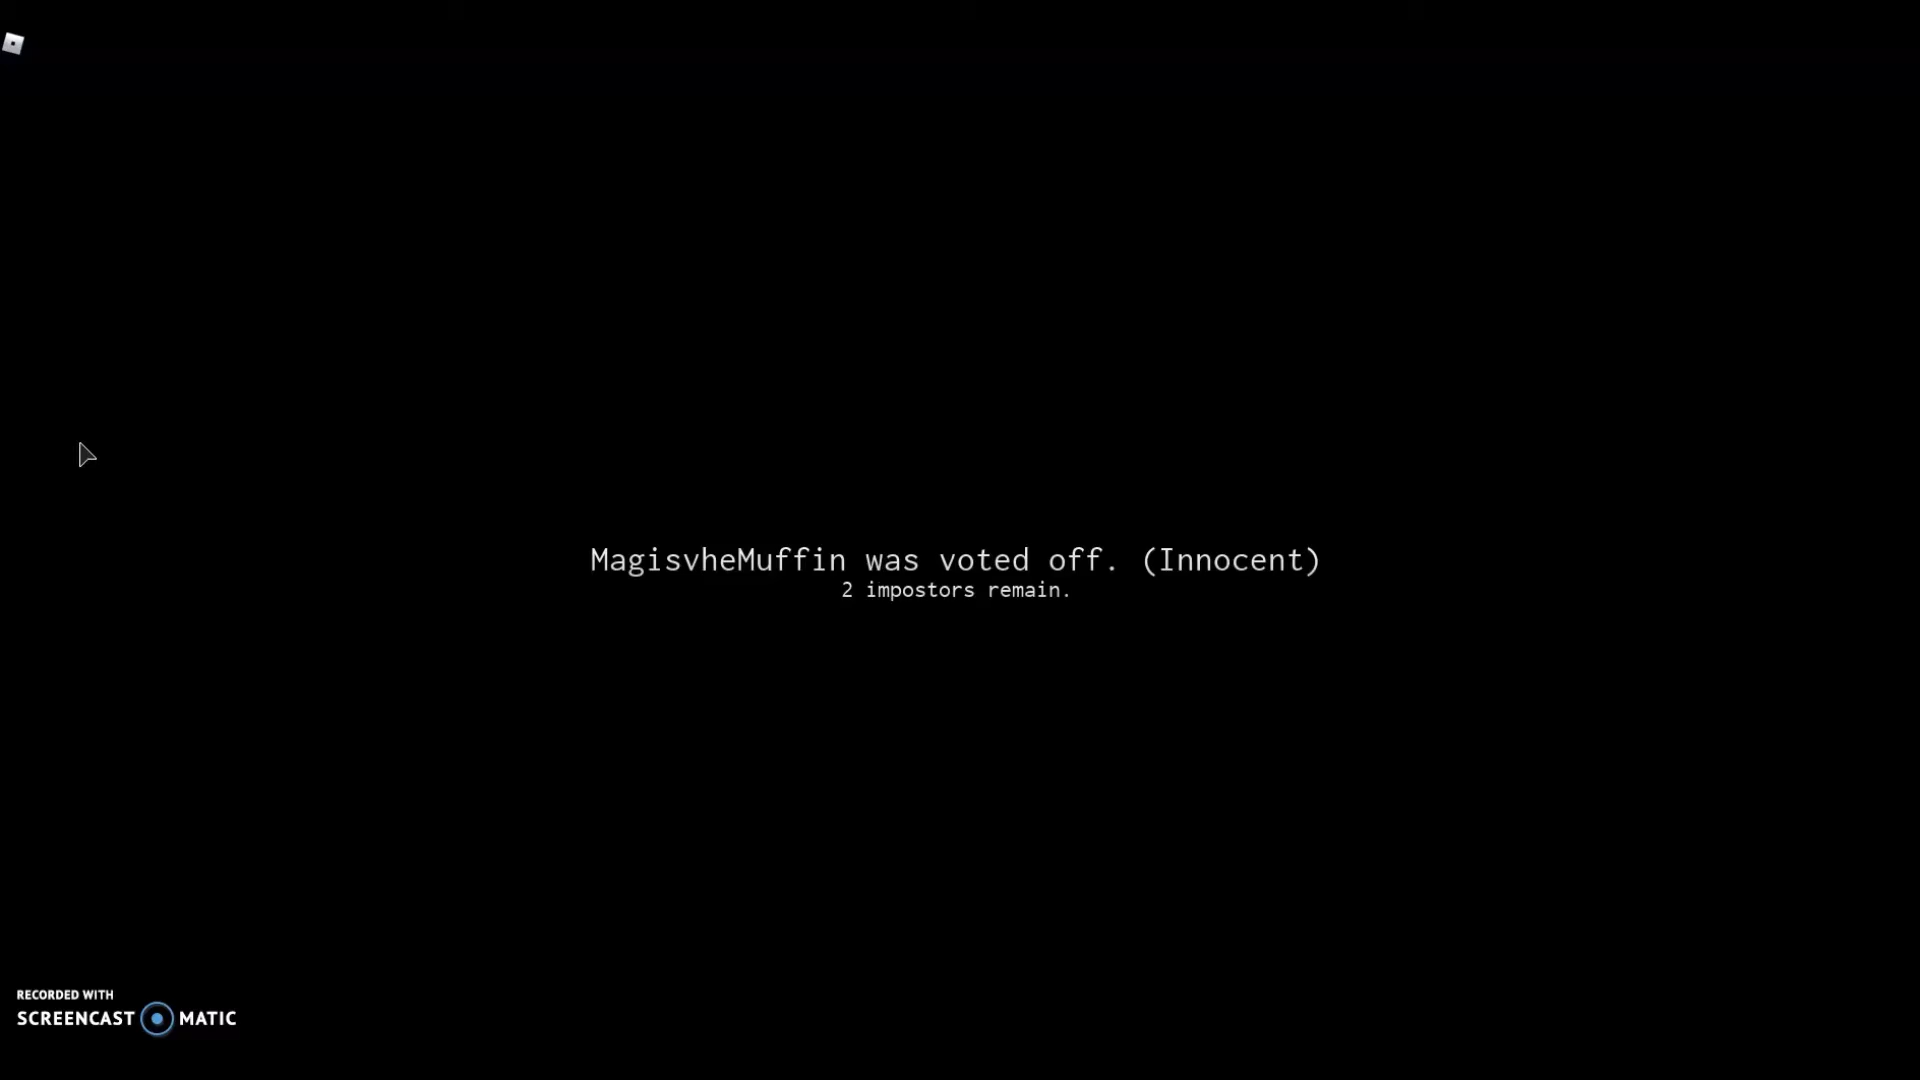 MagisvheMuffin was voted off. (Innocent)
2 impostors remain.
RECORDED WITH
SCREENCAST MATIC